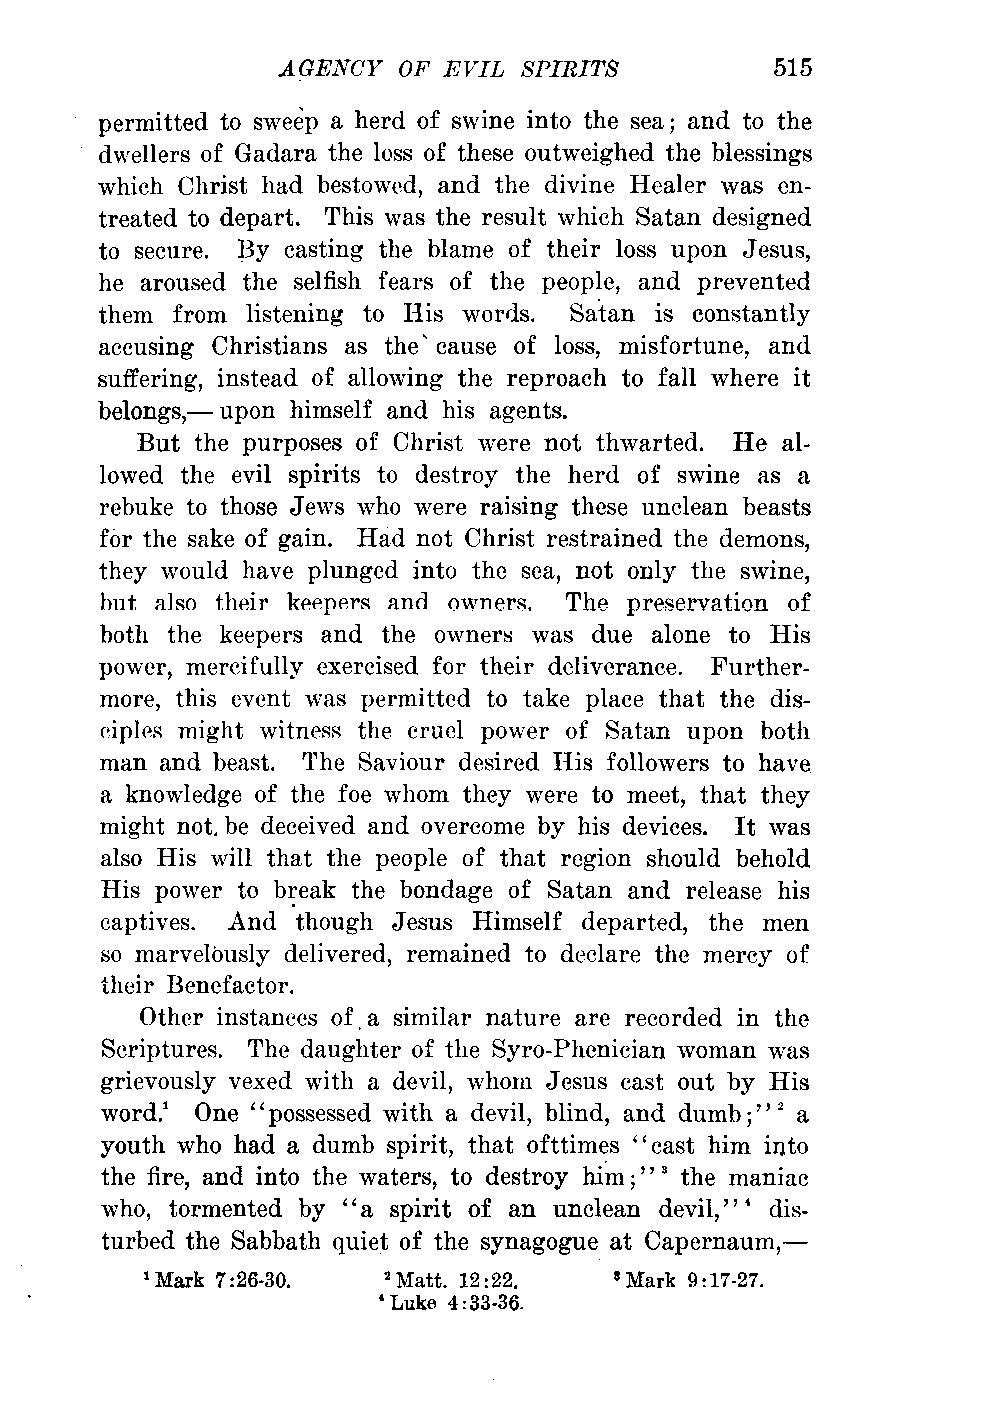 AGENCY OF EVIL SPIRITS 515
permitted to sweep a herd of swine into the sea; and to the
dwellers of Gadara the loss of these outweighed the blessings
which Christ had bestowed, and the divine Healer was en-
treated to depart. This was the result which Satan designed
to secure. By casting the blame of their loss upon Jesus,
he aroused the selfish fears of the people, and prevented
them from listening to His words. Satan is constantly
accusing Christians as the cause of loss, misfortune, and
suffering, instead of allowing the reproach to fall where it
belongs,— upon himself and his agents.
But the purposes of Christ were not thwarted. He al-
lowed the evil spirits to destroy the herd of swine as a
rebuke to those Jews who were raising these unclean beasts
for the sake of gain. Had not Christ restrained the demons,
they would have plunged into the sea, not only the swine,
but also their keepers and owners. The preservation of
both the keepers and the owners was due alone to His
power, mercifully exercised for their deliverance. Further-
more, this event was permitted to take place that the dis-
ciples might witness the cruel power of Satan upon both
man and beast. The Saviour desired His followers to have
a knowledge of the foe whom they were to meet, that they
might not be deceived and overcome by his devices. It was
also His will that the people of that region should behold
His power to break the bondage of Satan and release his
captives. And though Jesus Himself departed, the men
so marvelously delivered, remained to declare the mercy of
their Benefactor.
Other instances of a similar nature are recorded in the
Scriptures. The daughter of the Syro-Phenician woman was
grievously vexed with a devil, whom Jesus cast out by His
word.¹ One "possessed with a devil, blind, and dumb;"² a
youth who had a dumb spirit, that ofttimes "cast him into
the fire, and into the waters, to destroy him;"³ the maniac
who, tormented by "a spirit of an unclean devil,"⁴ dis-
turbed the Sabbath quiet of the synagogue at Capernaum,—
¹ Mark 7:26-30. ² Matt. 12:22. ³ Mark 9:17-27.
⁴ Luke 4:33-36.